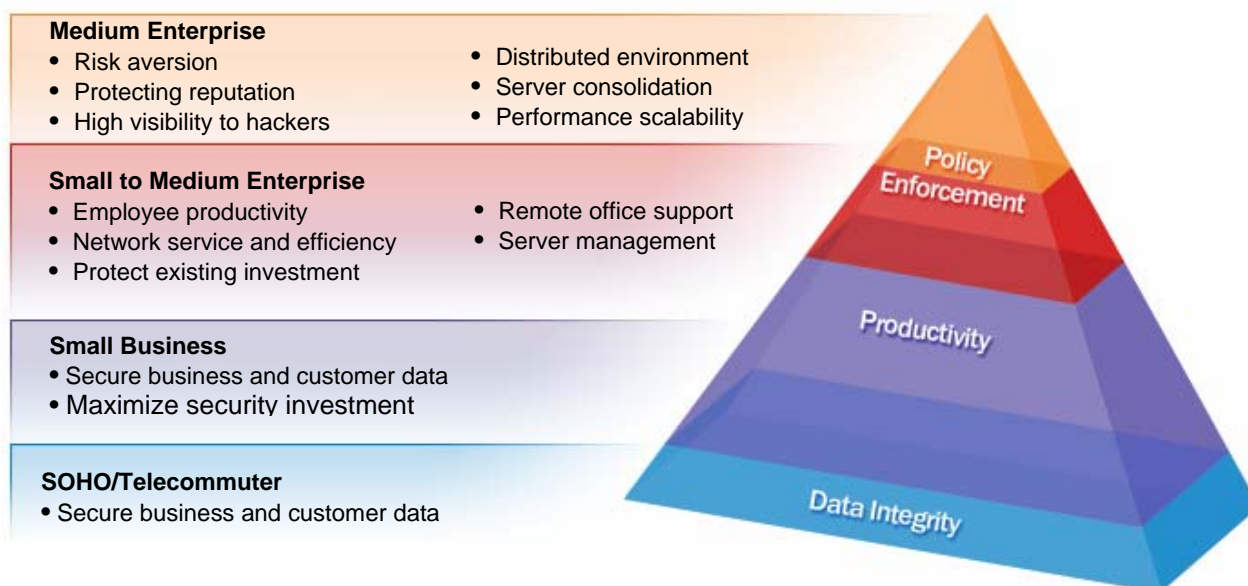 Medium Enterprise
• Risk aversion
• Protecting reputation
• High visibility to hackers
• Distributed environment
• Server consolidation
• Performance scalability
Small to Medium Enterprise
• Employee productivity
• Network service and efficiency
• Protect existing investment
• Remote office support
• Server management
Small Business
• Secure business and customer data
• Maximize security investment
SOHO/Telecommuter
• Secure business and customer data
Policy
Enforcement
Productivity
Data Integrity